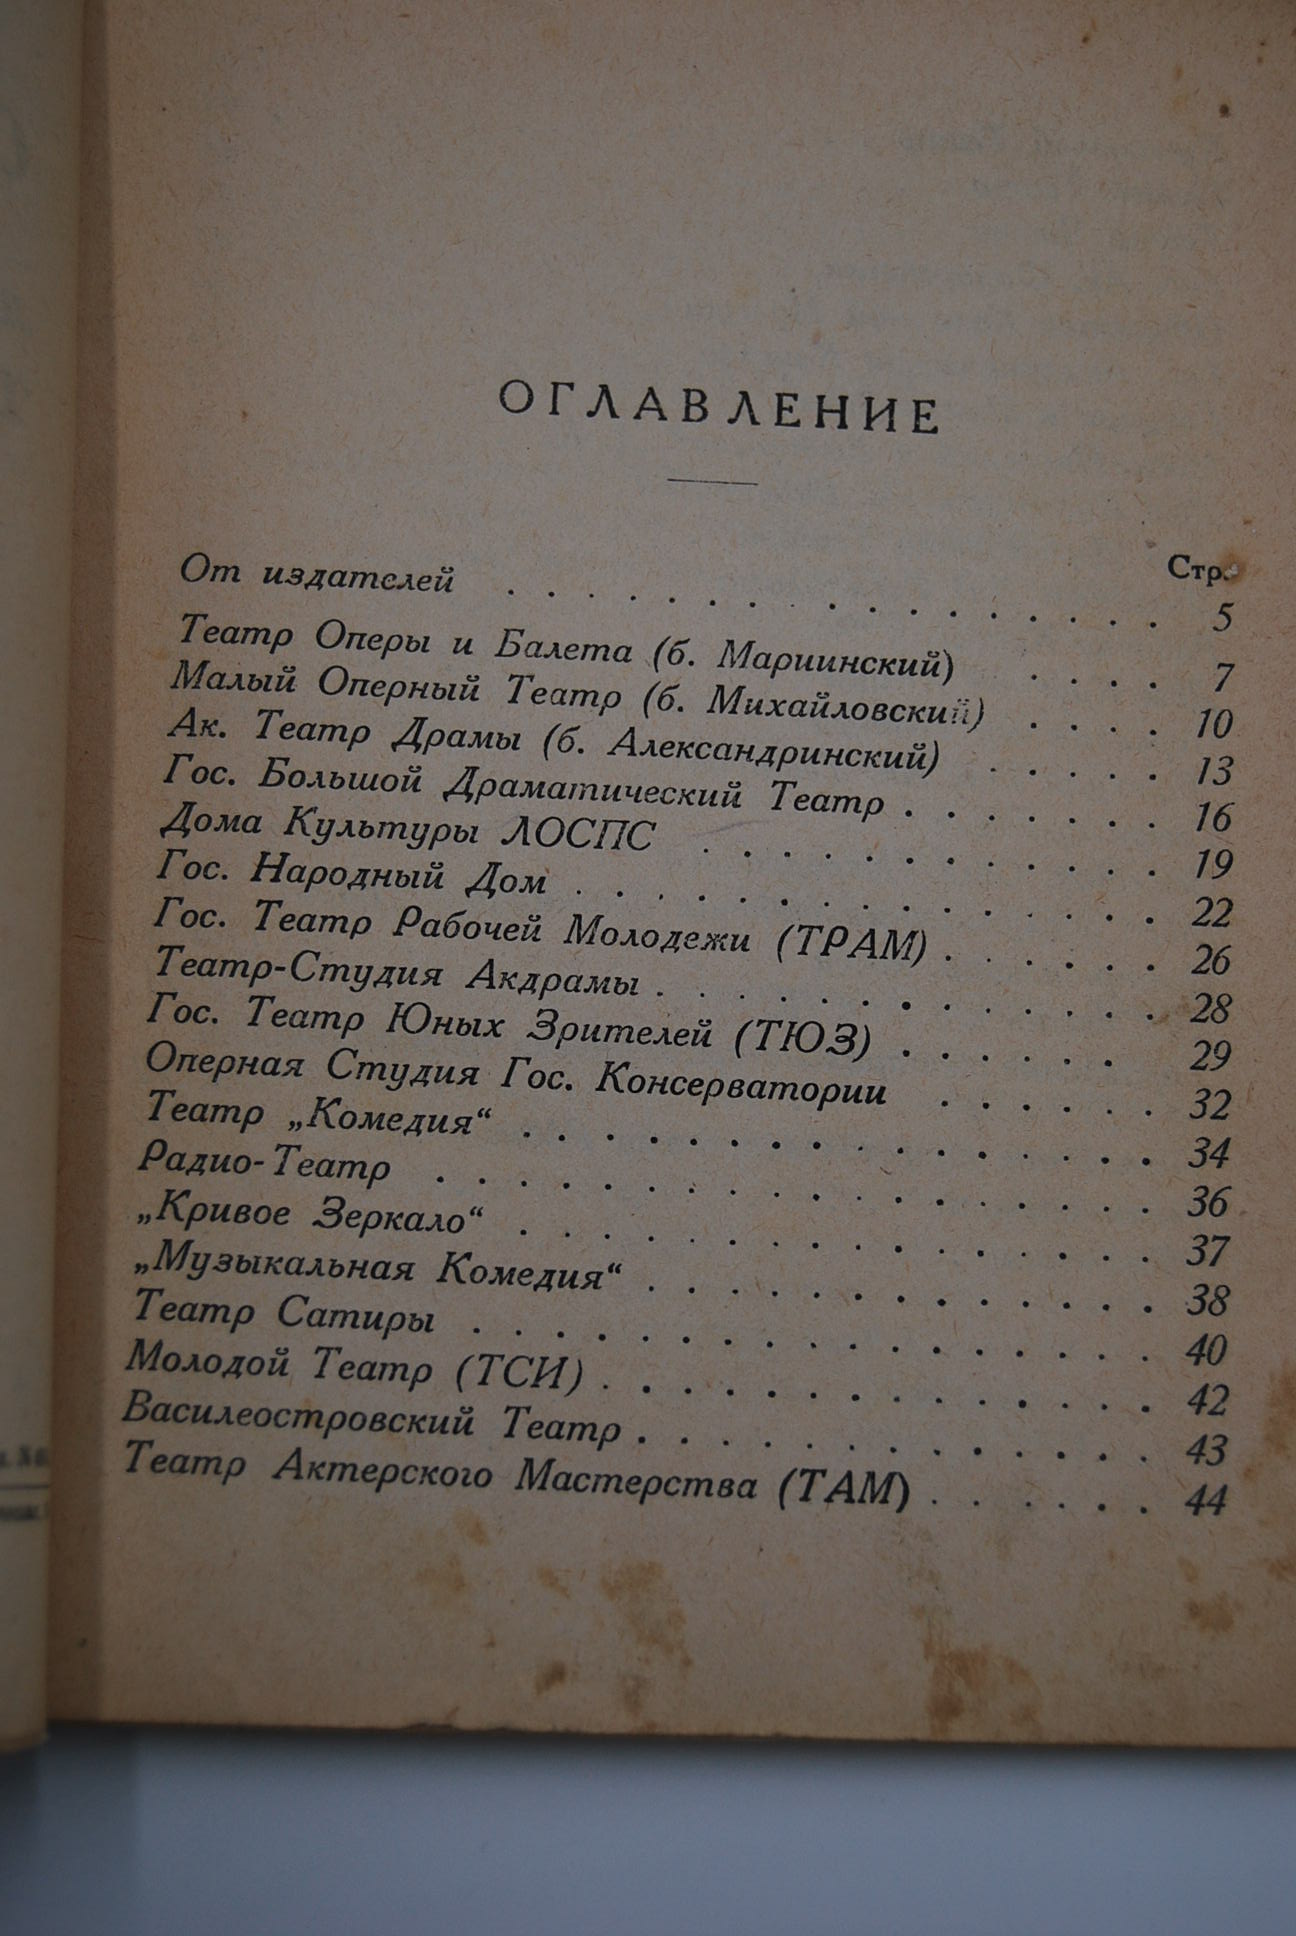 ОГЛАВЛЕНИЕ
Стр.
От издателей . . . . . . . . . . . . . . . . . 5
Театр Оперы и Балета (б. Мариинский) . . . . 7
Малый Оперный Театр (б. Михайловский) . . . . 10
Ак. Театр Драмы (б. Александринский) . . . . . 13
Гос. Большой Драматический Театр . . . . . . . 16
Дома Культуры ЛОСПС . . . . . . . . . . . . 19
Гос. Народный Дом . . . . . . . . . . . . . . . 22
Гос. Театр Рабочей Молодежи (ТРАМ) . . . . . . 26
Театр-Студия Акдрамы . . . . . . . . . . . . . 28
Гос. Театр Юных Зрителей (ТЮЗ) . . . . . . 29
Оперная Студия Гос. Консерватории . . . . . . 32
Театр „Комедия“ . . . . . . . . . . . . . . . . 34
Радио-Театр . . . . . . . . . . . . . . . . . . 36
„Кривое Зеркало“ . . . . . . . . . . . . . . . . 37
„Музыкальная Комедия“ . . . . . . . . . . . . . 38
Театр Сатиры . . . . . . . . . . . . . . . . . 40
Молодой Театр (ТСИ) . . . . . . . . . . . . . . 42
Василеостровский Театр . . . . . . . . . . . . . 43
Театр Актерского Мастерства (ТАМ) . . . . . . 44